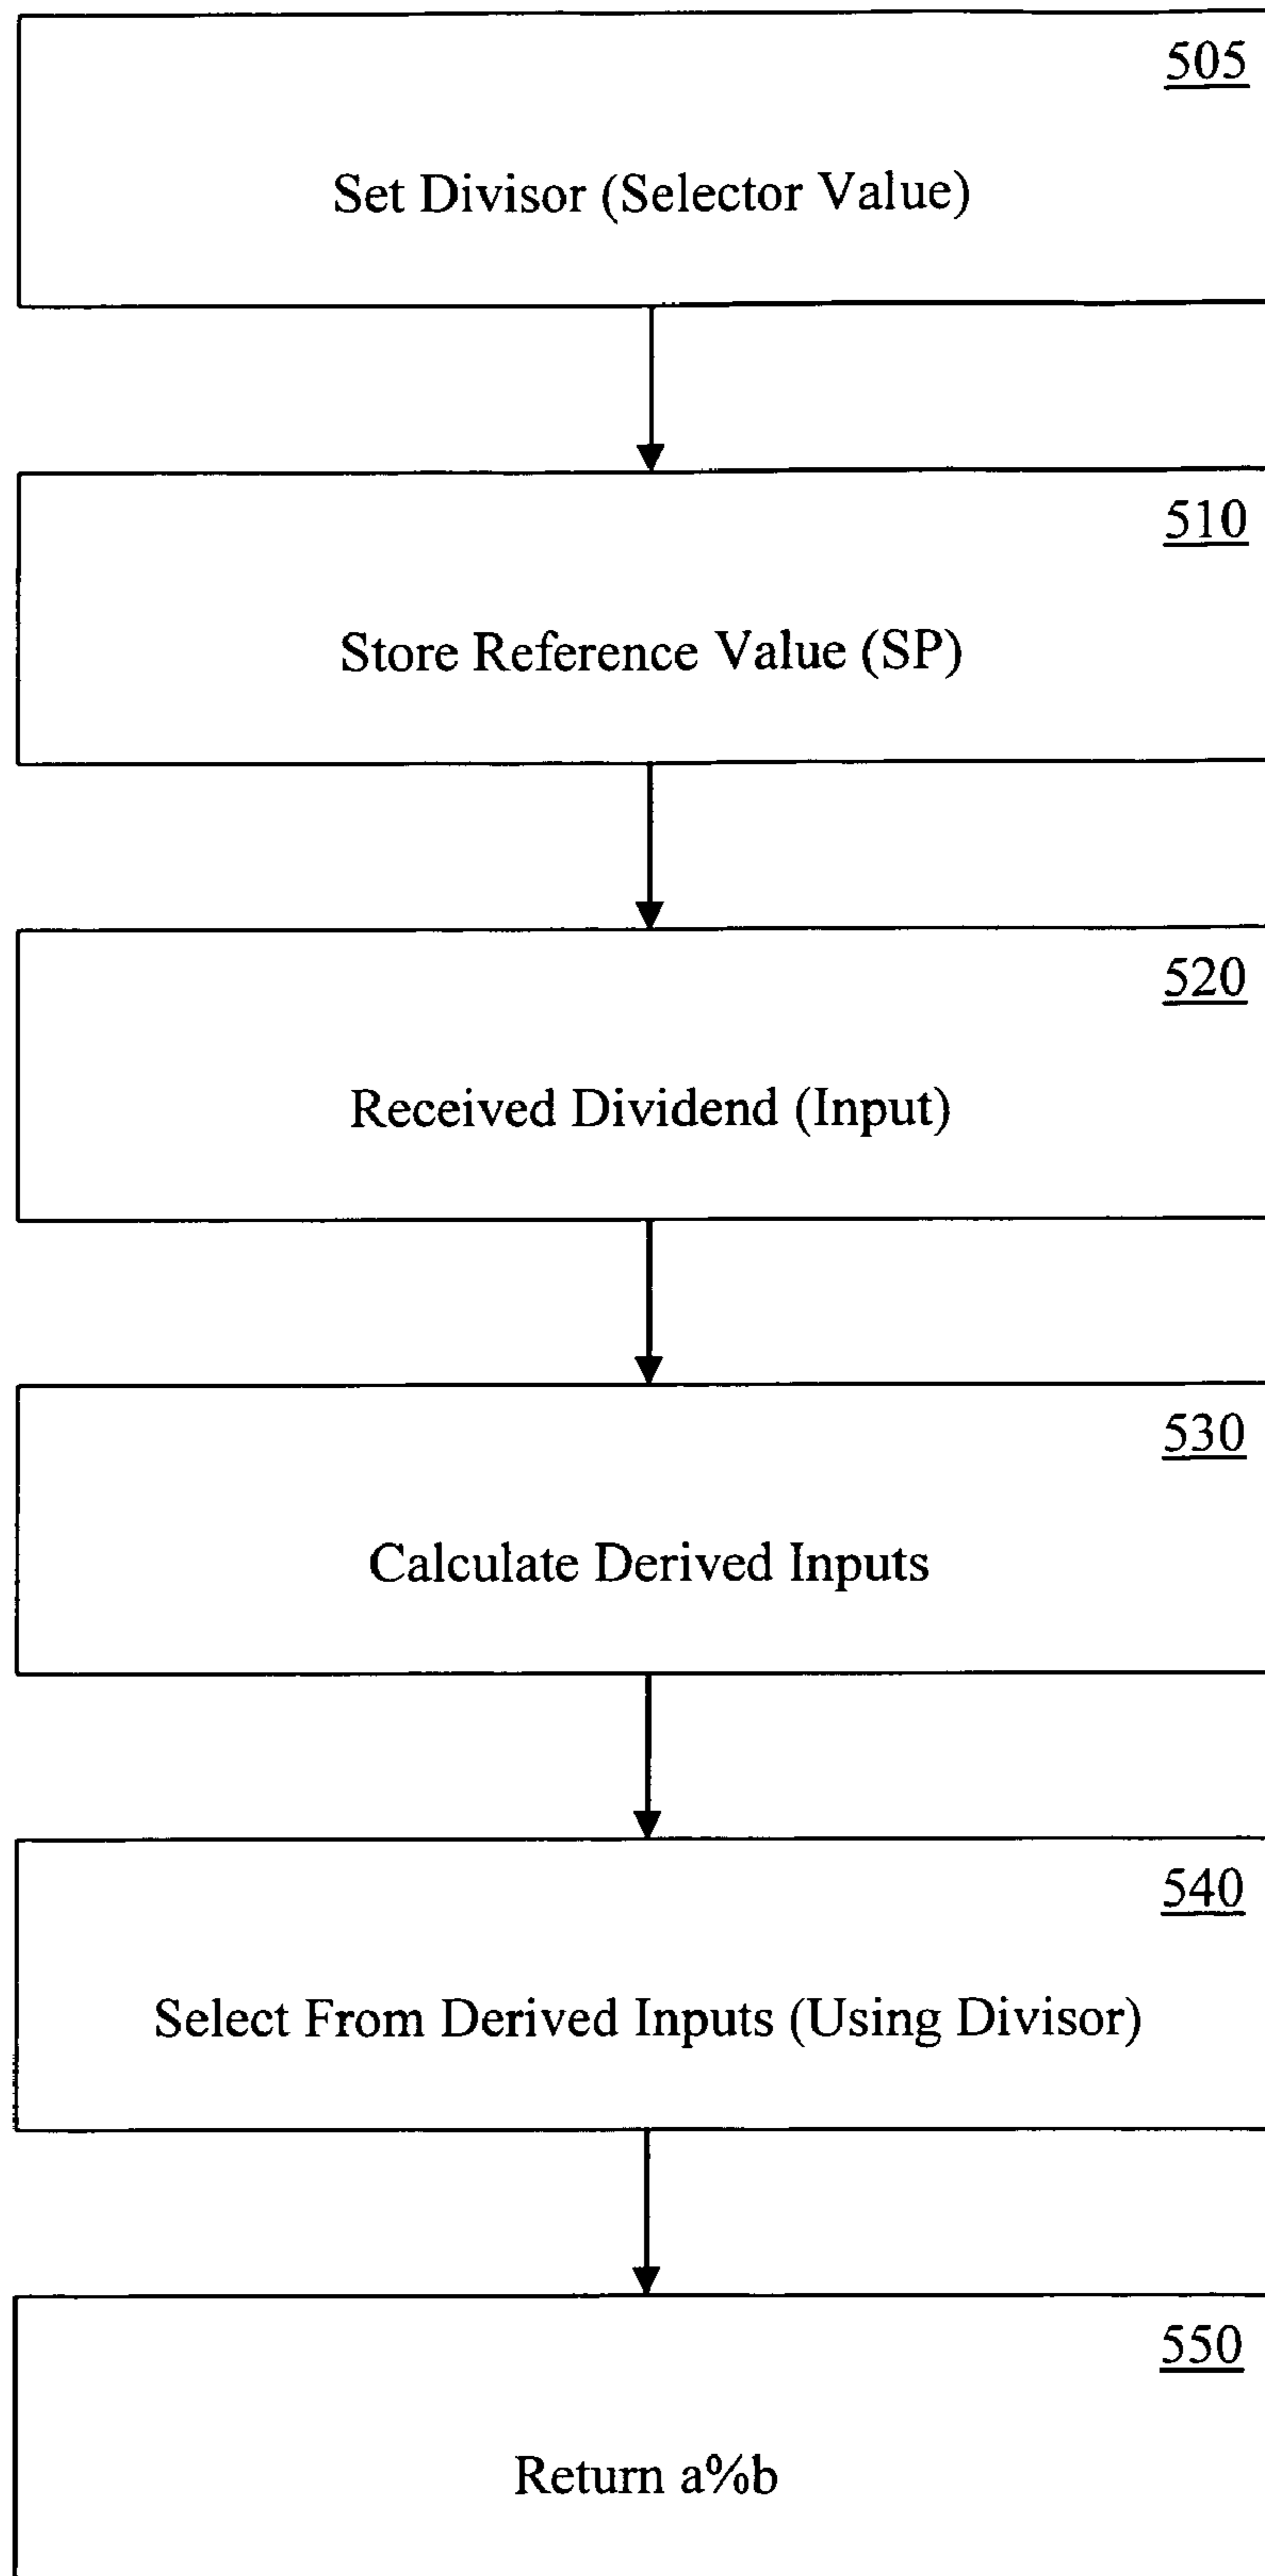 505
Set Divisor (Selector Value)
510
Store Reference Value (SP)
520
Received Dividend (Input)
530
Calculate Derived Inputs
540
Select From Derived Inputs (Using Divisor)
550
Return a%b